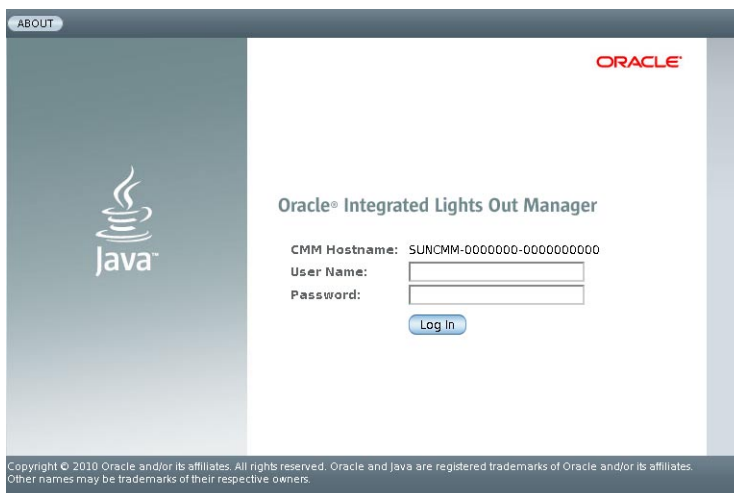 ABOUT
ORACLE®
Java™
Oracle® Integrated Lights Out Manager
CMM Hostname: SUNCMM-0000000-0000000000
User Name:
Password:
Log In
Copyright © 2010 Oracle and/or its affiliates. All rights reserved. Oracle and Java are registered trademarks of Oracle and/or its affiliates.
Other names may be trademarks of their respective owners.